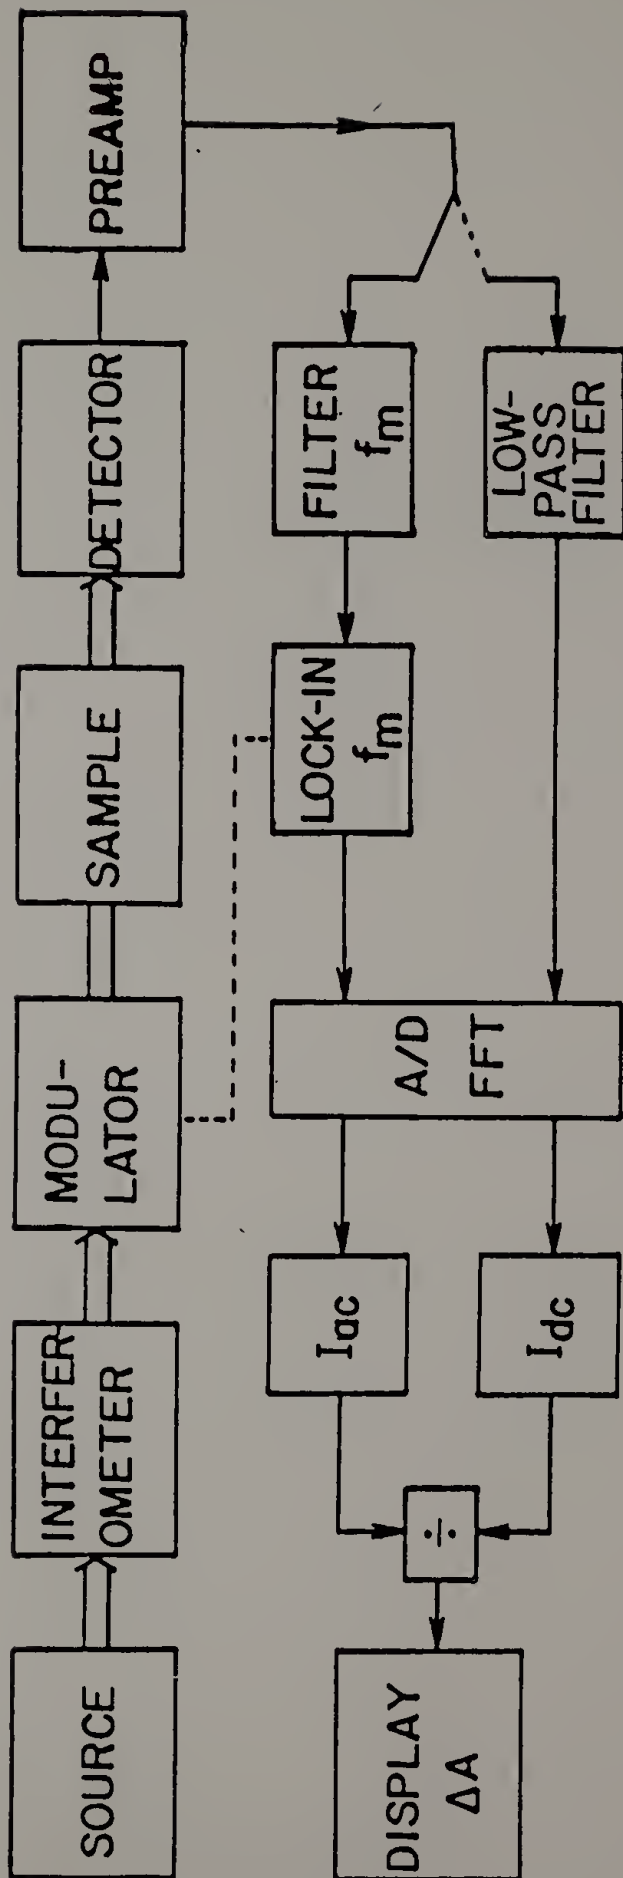 SOURCE
INTERFER-
OMETER
MODU-
LATOR
SAMPLE
DETECTOR
PREAMP
FILTER
fm
LOW-
PASS
FILTER
LOCK-IN
fm
A/D
FFT
Iac
Idc
÷
DISPLAY
ΔA